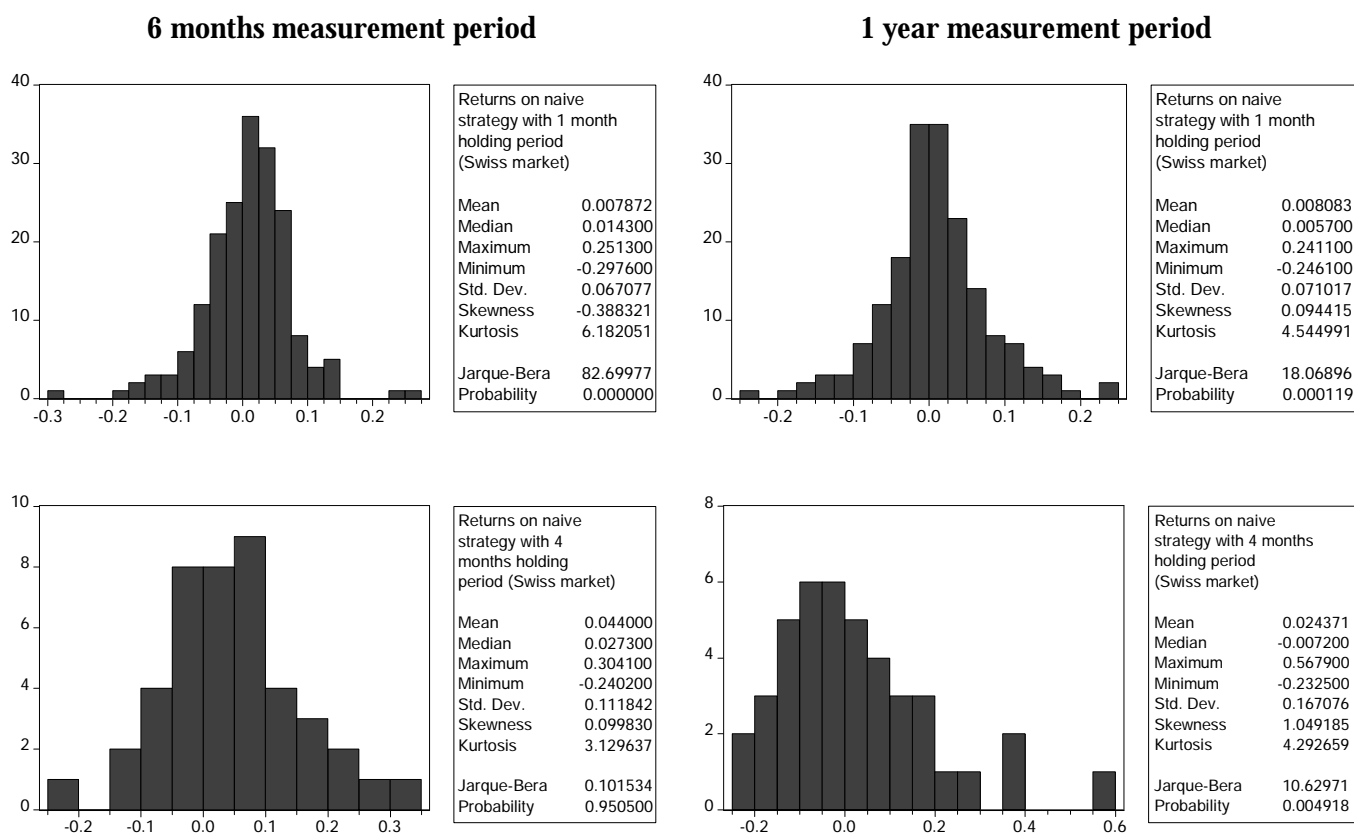 6 months measurement period
1 year measurement period
40
30
20
10
0
-0.3 -0.2 -0.1 0.0 0.1 0.2
Returns on naive
strategy with 1 month
holding period
(Swiss market)
Mean 0.007872
Median 0.014300
Maximum 0.251300
Minimum -0.297600
Std. Dev. 0.067077
Skewness -0.388321
Kurtosis 6.182051
Jarque-Bera 82.69977
Probability 0.000000
40
30
20
10
0
-0.2 -0.1 0.0 0.1 0.2
Returns on naive
strategy with 1 month
holding period
(Swiss market)
Mean 0.008083
Median 0.005700
Maximum 0.241100
Minimum -0.246100
Std. Dev. 0.071017
Skewness 0.094415
Kurtosis 4.544991
Jarque-Bera 18.06896
Probability 0.000119
10
8
6
4
2
0
-0.2 -0.1 0.0 0.1 0.2 0.3
Returns on naive
strategy with 4
months holding
period (Swiss market)
Mean 0.044000
Median 0.027300
Maximum 0.304100
Minimum -0.240200
Std. Dev. 0.111842
Skewness 0.099830
Kurtosis 3.129637
Jarque-Bera 0.101534
Probability 0.950500
8
6
4
2
0
-0.2 0.0 0.2 0.4 0.6
Returns on naive
strategy with 4 months
holding period
(Swiss market)
Mean 0.024371
Median -0.007200
Maximum 0.567900
Minimum -0.232500
Std. Dev. 0.167076
Skewness 1.049185
Kurtosis 4.292659
Jarque-Bera 10.62971
Probability 0.004918